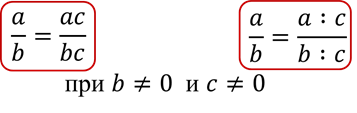 a/b = ac/bc    a/b = a : c/b : c
при b ≠ 0 и c ≠ 0